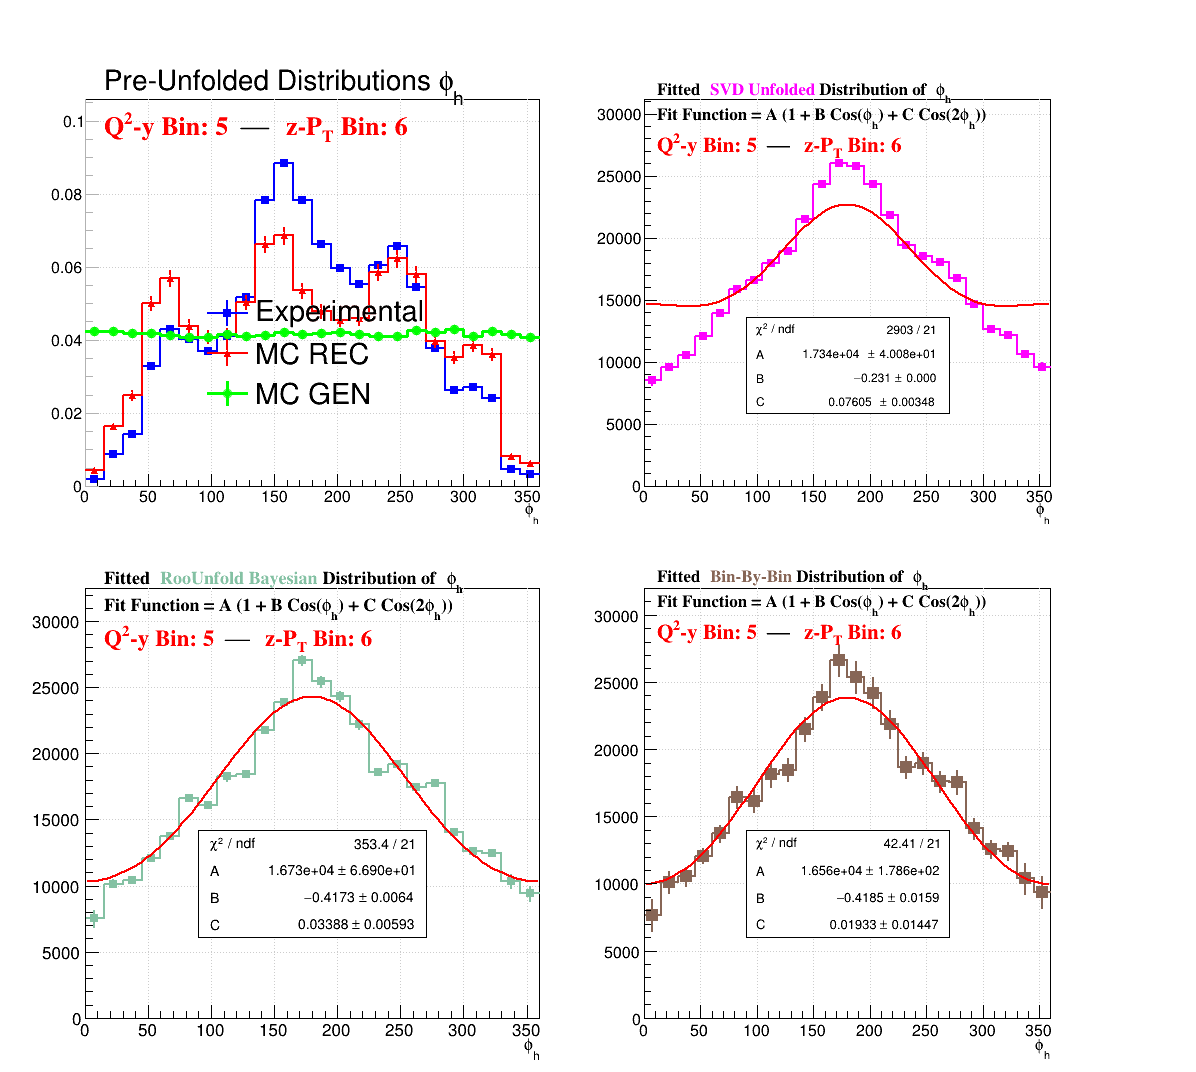 Pre-Unfolded Distributions ϕh
Q²-y Bin: 5 — z-PT Bin: 6
0.1
0.08
0.06
0.04
0.02
0
Experimental
MC REC
MC GEN
0 50 100 150 200 250 300 350
ϕh
Fitted SVD Unfolded Distribution of ϕh
Fit Function = A (1 + B Cos(ϕh) + C Cos(2ϕh))
Q²-y Bin: 5 — z-PT Bin: 6
30000
25000
20000
15000
10000
5000
0
χ² / ndf 2903 / 21
A 1.734e+04 ± 4.008e+01
B −0.231 ± 0.000
C 0.07605 ± 0.00348
0 50 100 150 200 250 300 350
ϕh
Fitted RooUnfold Bayesian Distribution of ϕh
Fit Function = A (1 + B Cos(ϕh) + C Cos(2ϕh))
Q²-y Bin: 5 — z-PT Bin: 6
30000
25000
20000
15000
10000
5000
0
χ² / ndf 353.4 / 21
A 1.673e+04 ± 6.690e+01
B −0.4173 ± 0.0064
C 0.03388 ± 0.00593
0 50 100 150 200 250 300 350
ϕh
Fitted Bin-By-Bin Distribution of ϕh
Fit Function = A (1 + B Cos(ϕh) + C Cos(2ϕh))
Q²-y Bin: 5 — z-PT Bin: 6
30000
25000
20000
15000
10000
5000
0
χ² / ndf 42.41 / 21
A 1.656e+04 ± 1.786e+02
B −0.4185 ± 0.0159
C 0.01933 ± 0.01447
0 50 100 150 200 250 300 350
ϕh